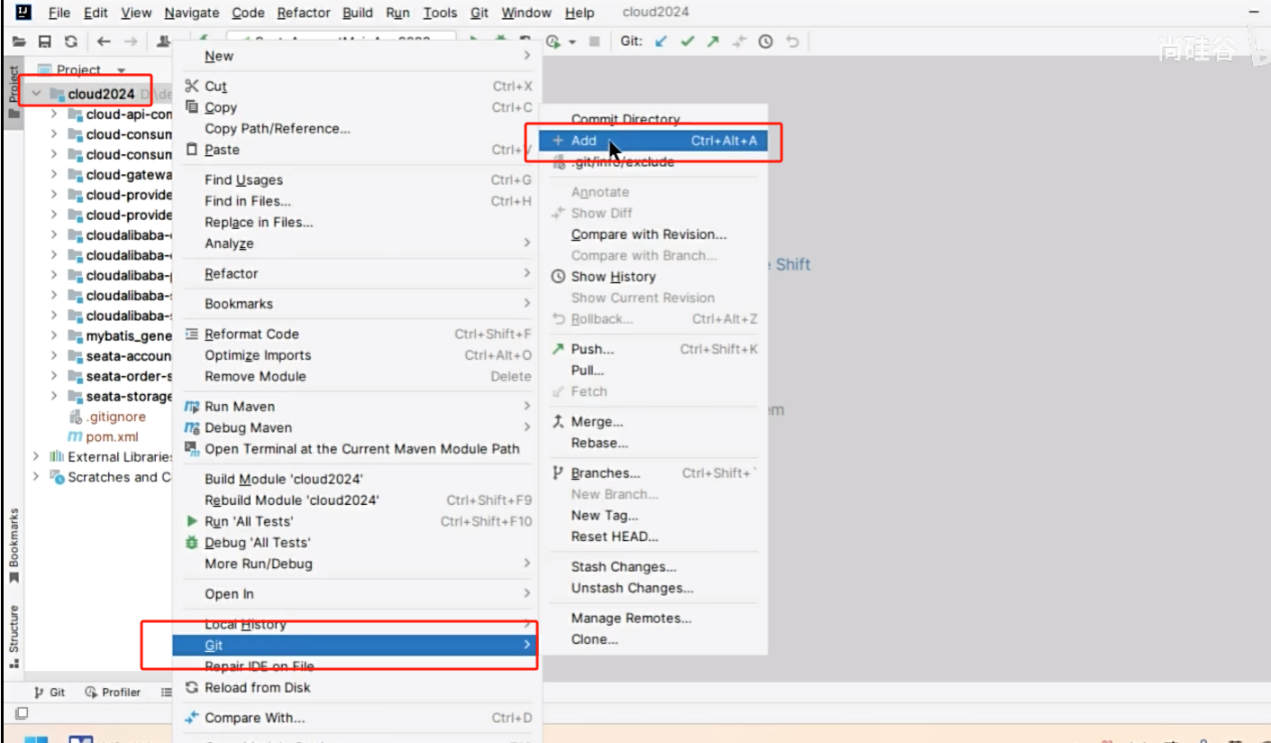 File Edit View Navigate Code Refactor Build Run Tools Git Window Help cloud2024
Git:
尚硅谷
Project
Project
cloud2024
cloud-api-com
cloud-consum
cloud-consum
cloud-gatewa
cloud-provide
cloud-provide
cloudalibaba-
cloudalibaba-
cloudalibaba-
cloudalibaba-
cloudalibaba-
mybatis_gene
seata-accoun
seata-order-s
seata-storage
.gitignore
pom.xml
External Libraries
Scratches and C
Bookmarks
Structure
New
Cut Ctrl+X
Copy Ctrl+C
Copy Path/Reference...
Paste Ctrl+V
Find Usages Ctrl+G
Find in Files... Ctrl+H
Replace in Files...
Analyze
Refactor
Bookmarks
Reformat Code Ctrl+Shift+F
Optimize Imports Ctrl+Alt+O
Remove Module Delete
Run Maven
Debug Maven
Open Terminal at the Current Maven Module Path
Build Module 'cloud2024'
Rebuild Module 'cloud2024' Ctrl+Shift+F9
Run 'All Tests' Ctrl+Shift+F10
Debug 'All Tests'
More Run/Debug
Open In
Local History
Git
Repair IDE on File
Reload from Disk
Compare With... Ctrl+D
Commit Directory...
Add Ctrl+Alt+A
.git/info/exclude
Annotate
Show Diff
Compare with Revision...
Compare with Branch...
Show History
Show Current Revision
Rollback... Ctrl+Alt+Z
Push... Ctrl+Shift+K
Pull...
Fetch
Merge...
Rebase...
Branches... Ctrl+Shift+`
New Branch...
New Tag...
Reset HEAD...
Stash Changes...
Unstash Changes...
Manage Remotes...
Clone...
Shift
em
Git Profiler